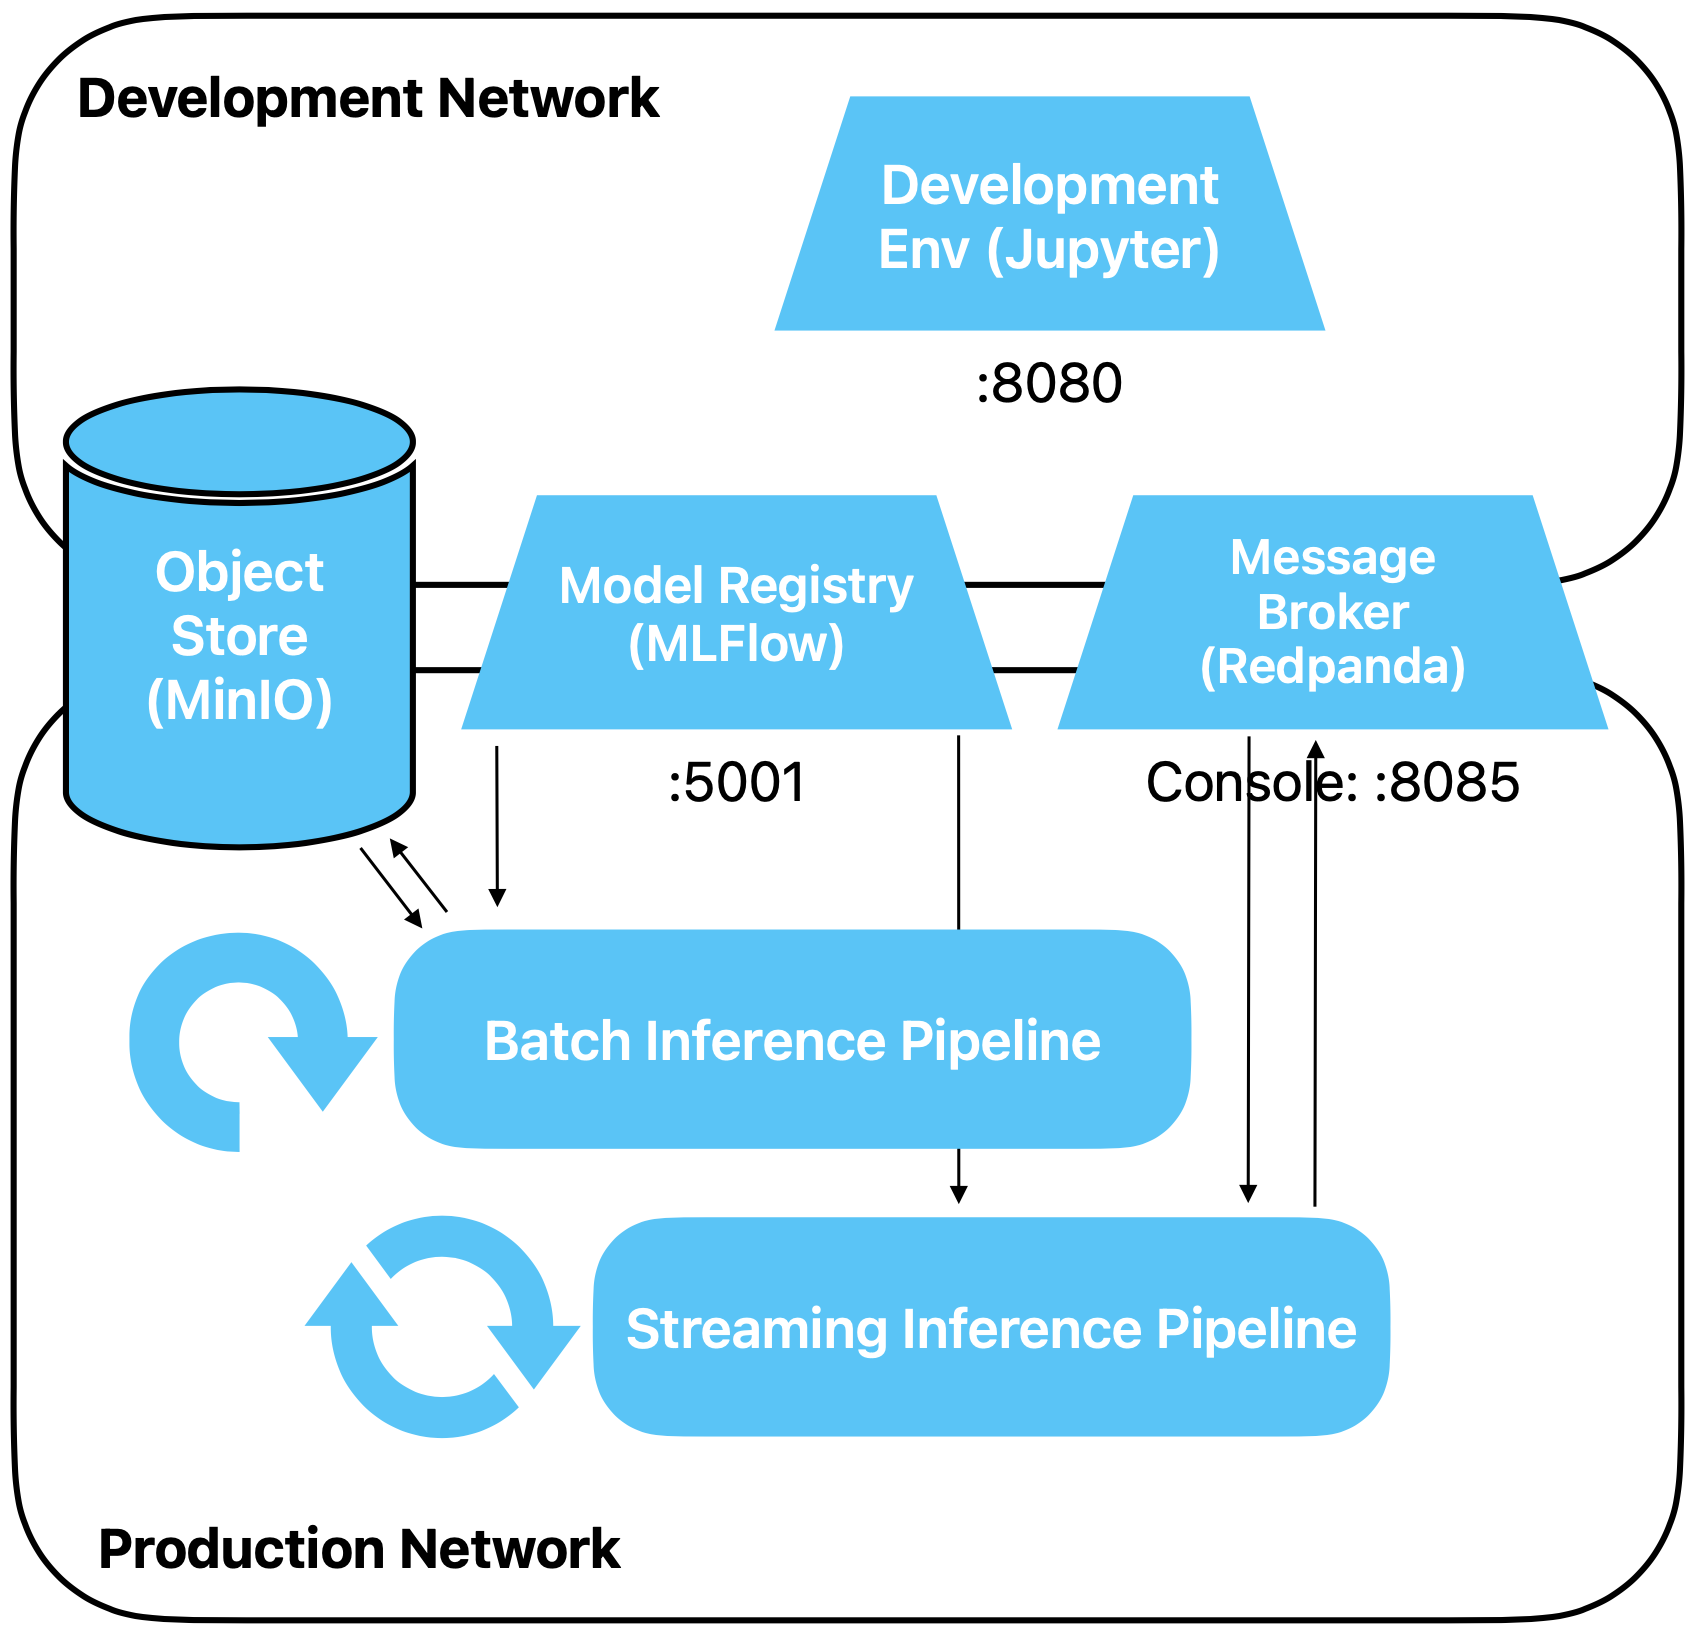 Development Network
Development
Env (Jupyter)
:8080
Object
Store
(MinIO)
Model Registry
(MLFlow)
:5001
Message
Broker
(Redpanda)
Console: :8085
Batch Inference Pipeline
Streaming Inference Pipeline
Production Network